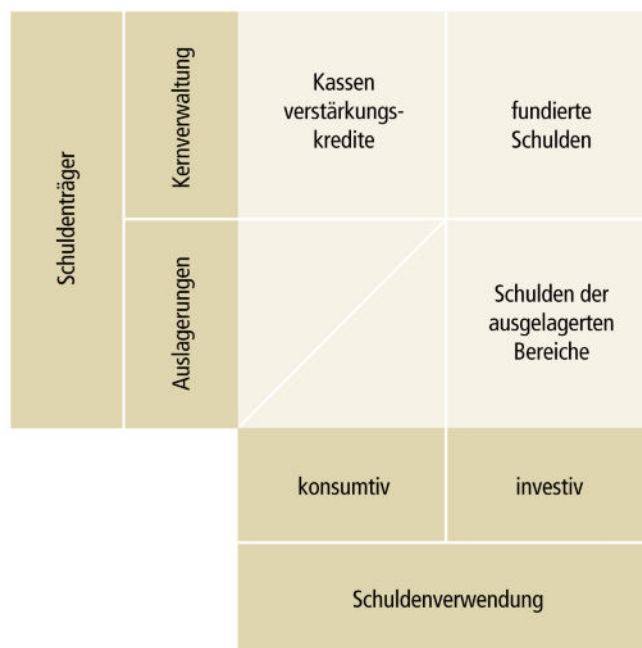 Schuldenträger
Kernverwaltung
Kassen
verstärkungs-
kredite
fundierte
Schulden
Auslagerungen
Schulden der
ausgelagerten
Bereiche
konsumtiv
investiv
Schuldenverwendung